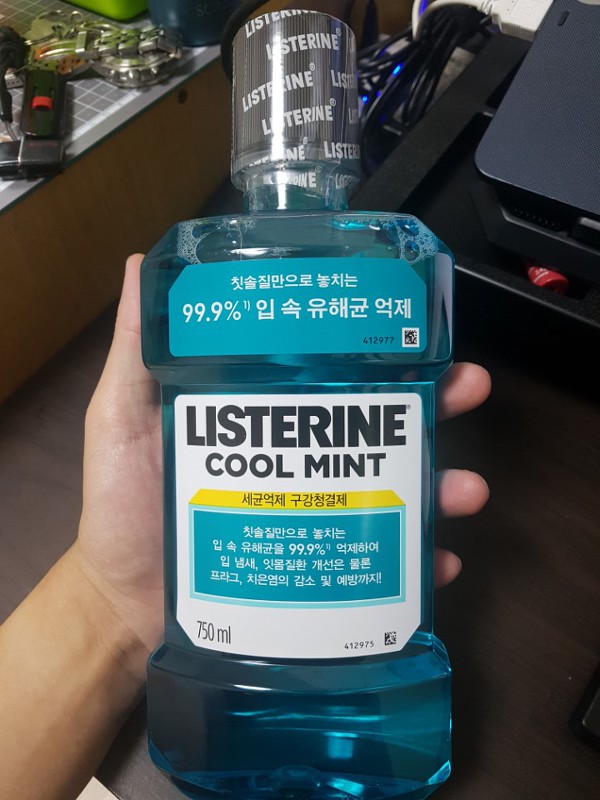 LISTERINE®
LISTERINE®
LISTERINE®
LISTERINE
칫솔질만으로 놓치는
99.9%¹⁾ 입 속 유해균 억제
412977
LISTERINE®
COOL MINT
세균억제 구강청결제
칫솔질만으로 놓치는
입 속 유해균을 99.9%¹⁾ 억제하여
입 냄새, 잇몸질환 개선은 물론
프라그, 치은염의 감소 및 예방까지!
750 ml
412975